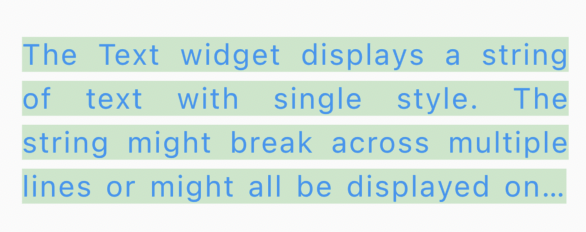 The Text widget displays a string
of text with single style. The
string might break across multiple
lines or might all be displayed on…